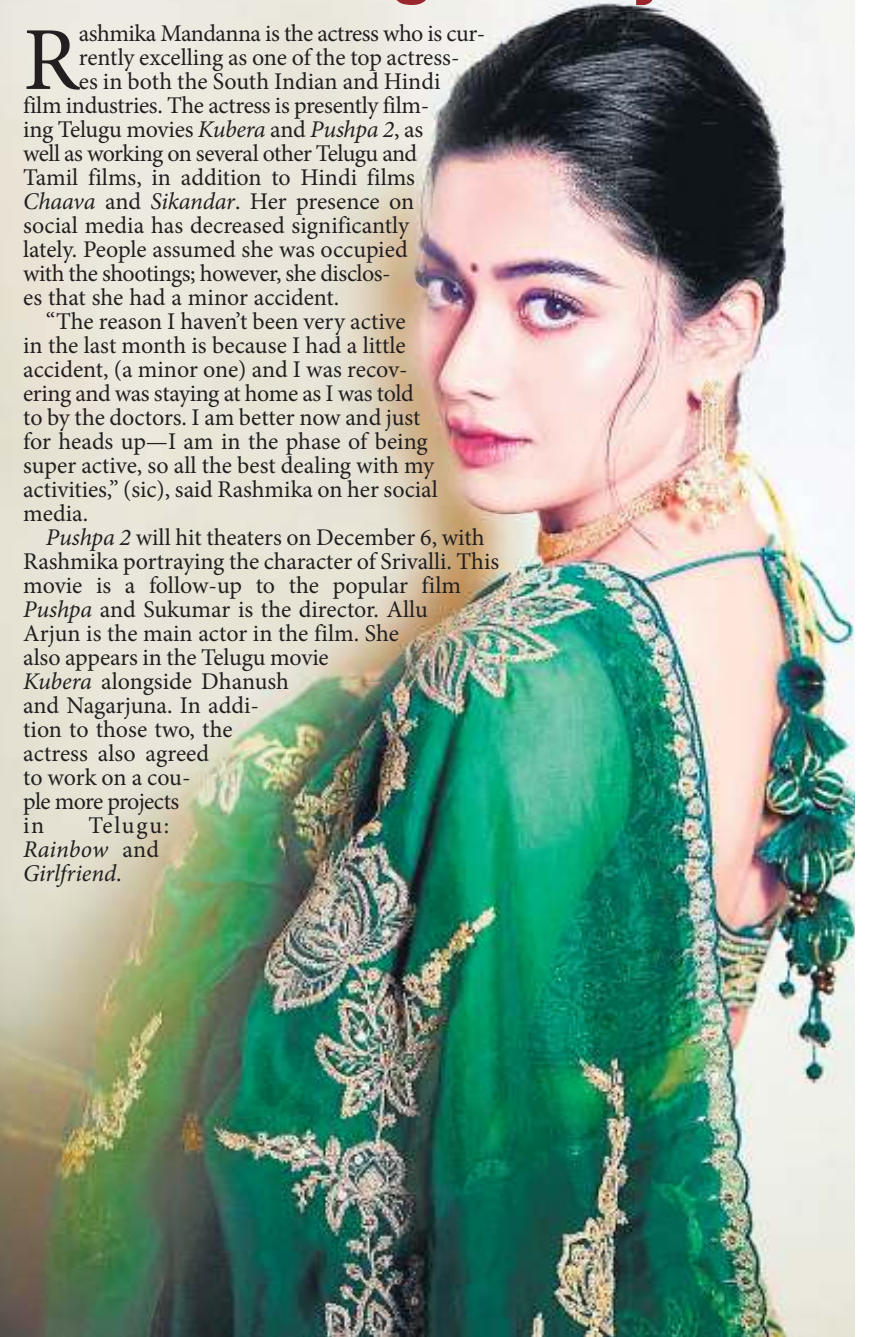 Rashmika Mandanna is the actress who is cur-
rently excelling as one of the top actress-
es in both the South Indian and Hindi
film industries. The actress is presently film-
ing Telugu movies Kubera and Pushpa 2, as
well as working on several other Telugu and
Tamil films, in addition to Hindi films
Chaava and Sikandar. Her presence on
social media has decreased significantly
lately. People assumed she was occupied
with the shootings; however, she disclos-
es that she had a minor accident.
“The reason I haven't been very active
in the last month is because I had a little
accident, (a minor one) and I was recov-
ering and was staying at home as I was told
to by the doctors. I am better now and just
for heads up—I am in the phase of being
super active, so all the best dealing with my
activities,” (sic), said Rashmika on her social
media.
Pushpa 2 will hit theaters on December 6, with
Rashmika portraying the character of Srivalli. This
movie is a follow-up to the popular film
Pushpa and Sukumar is the director. Allu
Arjun is the main actor in the film. She
also appears in the Telugu movie
Kubera alongside Dhanush
and Nagarjuna. In addi-
tion to those two, the
actress also agreed
to work on a cou-
ple more projects
in Telugu:
Rainbow and
Girlfriend.